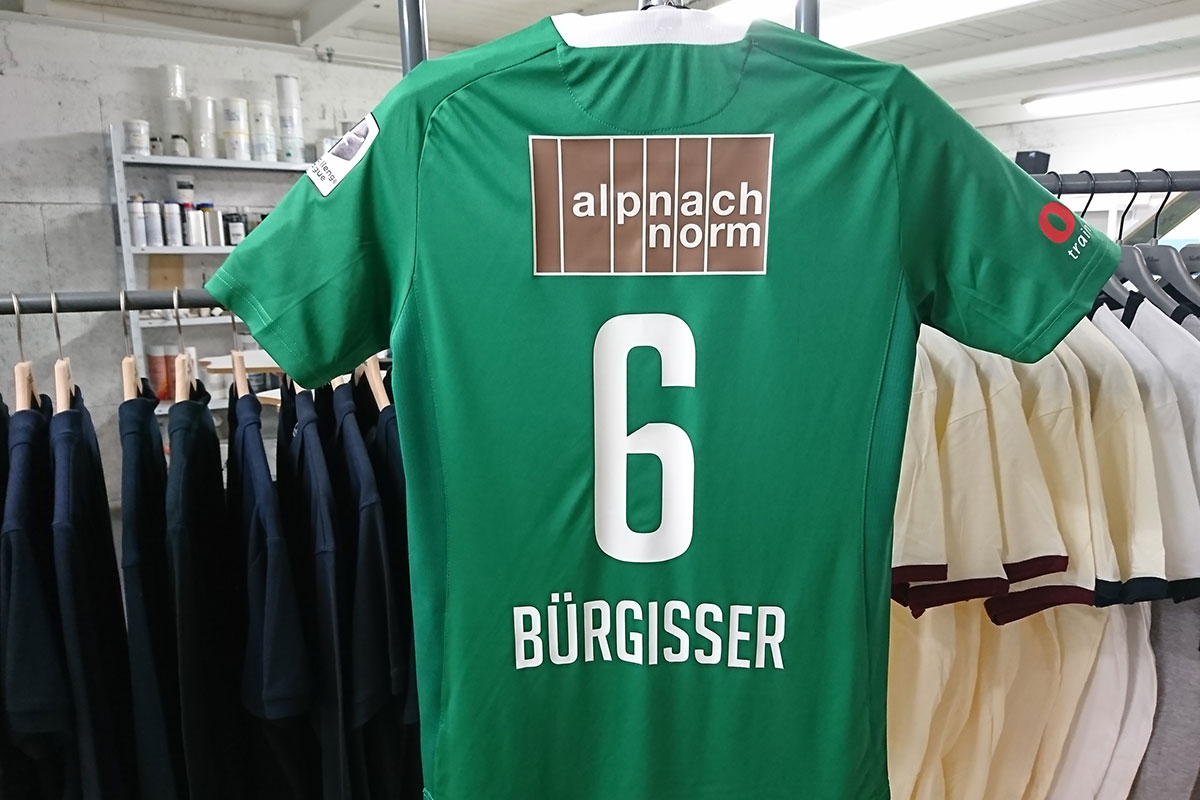 alpnach
norm
6
BÜRGISSER